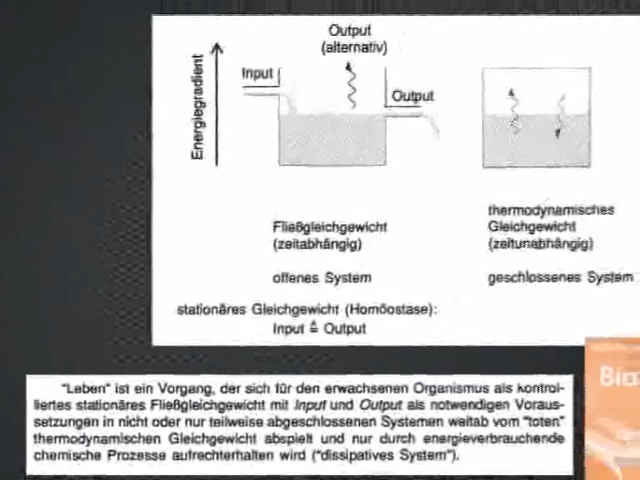 Output
(alternativ)
Input
Output
Energiegradient
Fließgleichgewicht
(zeitabhängig)
offenes System
thermodynamisches
Gleichgewicht
(zeitunabhängig)
geschlossenes System
stationäres Gleichgewicht (Homöostase):
Input ≙ Output
"Leben" ist ein Vorgang, der sich für den erwachsenen Organismus als kontrol-
liertes stationäres Fließgleichgewicht mit Input und Output als notwendigen Voraus-
setzungen in nicht oder nur teilweise abgeschlossenen Systemen weitab vom "toten"
thermodynamischen Gleichgewicht abspielt und nur durch energieverbrauchende
chemische Prozesse aufrechterhalten wird ("dissipatives System").